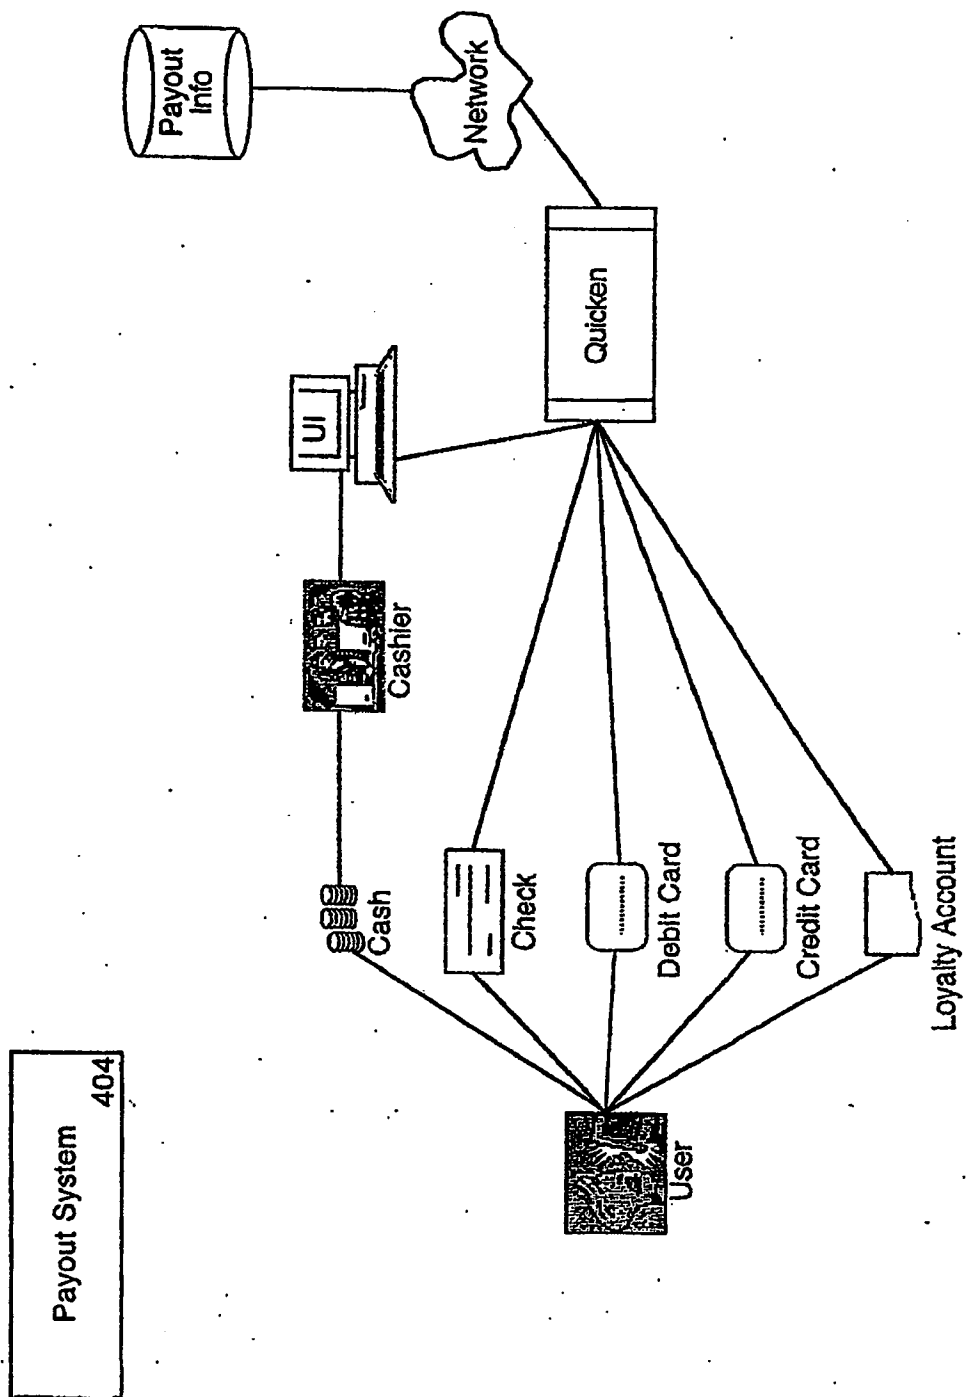 Payout System
404
User
Cash
Check
Debit Card
Credit Card
Loyalty Account
Cashier
UI
Quicken
Network
Payout
Info